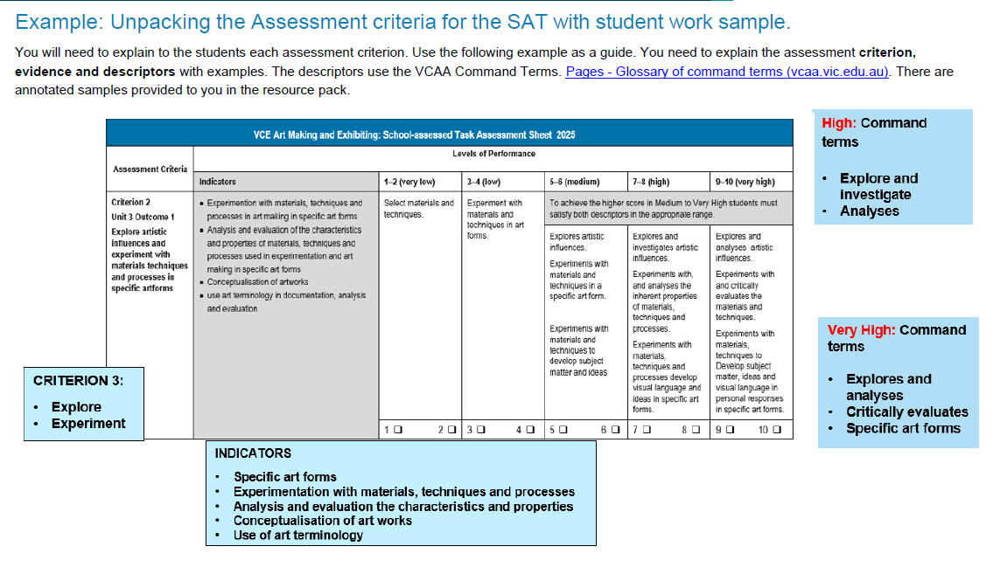 Example: Unpacking the Assessment criteria for the SAT with student work sample.
You will need to explain to the students each assessment criterion. Use the following example as a guide. You need to explain the assessment criterion,
evidence and descriptors with examples. The descriptors use the VCAA Command Terms. Pages - Glossary of command terms (vcaa.vic.edu.au). There are
annotated samples provided to you in the resource pack.
VCE Art Making and Exhibiting: School-assessed Task Assessment Sheet 2025
Assessment Criteria
Levels of Performance
Indicators
1–2 (very low)
3–4 (low)
5–6 (medium)
7–8 (high)
9–10 (very high)
Criterion 2
Unit 3 Outcome 1
Explore artistic
influences and
experiment with
materials techniques
and processes in
specific artforms
• Experimention with materials, techniques and
processes in art making in specific art forms
• Analysis and evaluation of the characteristics
and properties of materials, techniques and
processes used in experimentation and art
making in specific art forms
• Conceptualisation of artworks
• use art terminology in documentation, analysis
and evaluation
Select materials and
techniques.
Experiment with
materials and
techniques in art
forms.
To achieve the higher score in Medium to Very High students must
satisfy both descriptors in the appropriate range.
Explores artistic
influences.
Experiments with
materials and
techniques in a
specific art form.
Experiments with
materials and
techniques to
develop subject
matter and ideas
Explores and
investigates artistic
influences.
Experiments with,
and analyses the
inherent properties
of materials,
techniques and
processes.
Experiments with
materials,
techniques and
processes develop
visual language and
ideas in specific art
forms.
Explores and
analyses artistic
influences.
Experiments with
and critically
evaluates the
materials and
techniques.
Experiments with
materials,
techniques to
Develop subject
matter, ideas and
visual language in
personal responses
in specific art forms.
1 ☐ 2 ☐ 3 ☐ 4 ☐ 5 ☐ 6 ☐ 7 ☐ 8 ☐ 9 ☐ 10 ☐
High: Command
terms
• Explore and
investigate
• Analyses
Very High: Command
terms
• Explores and
analyses
• Critically evaluates
• Specific art forms
CRITERION 3:
• Explore
• Experiment
INDICATORS
• Specific art forms
• Experimentation with materials, techniques and processes
• Analysis and evaluation the characteristics and properties
• Conceptualisation of art works
• Use of art terminology